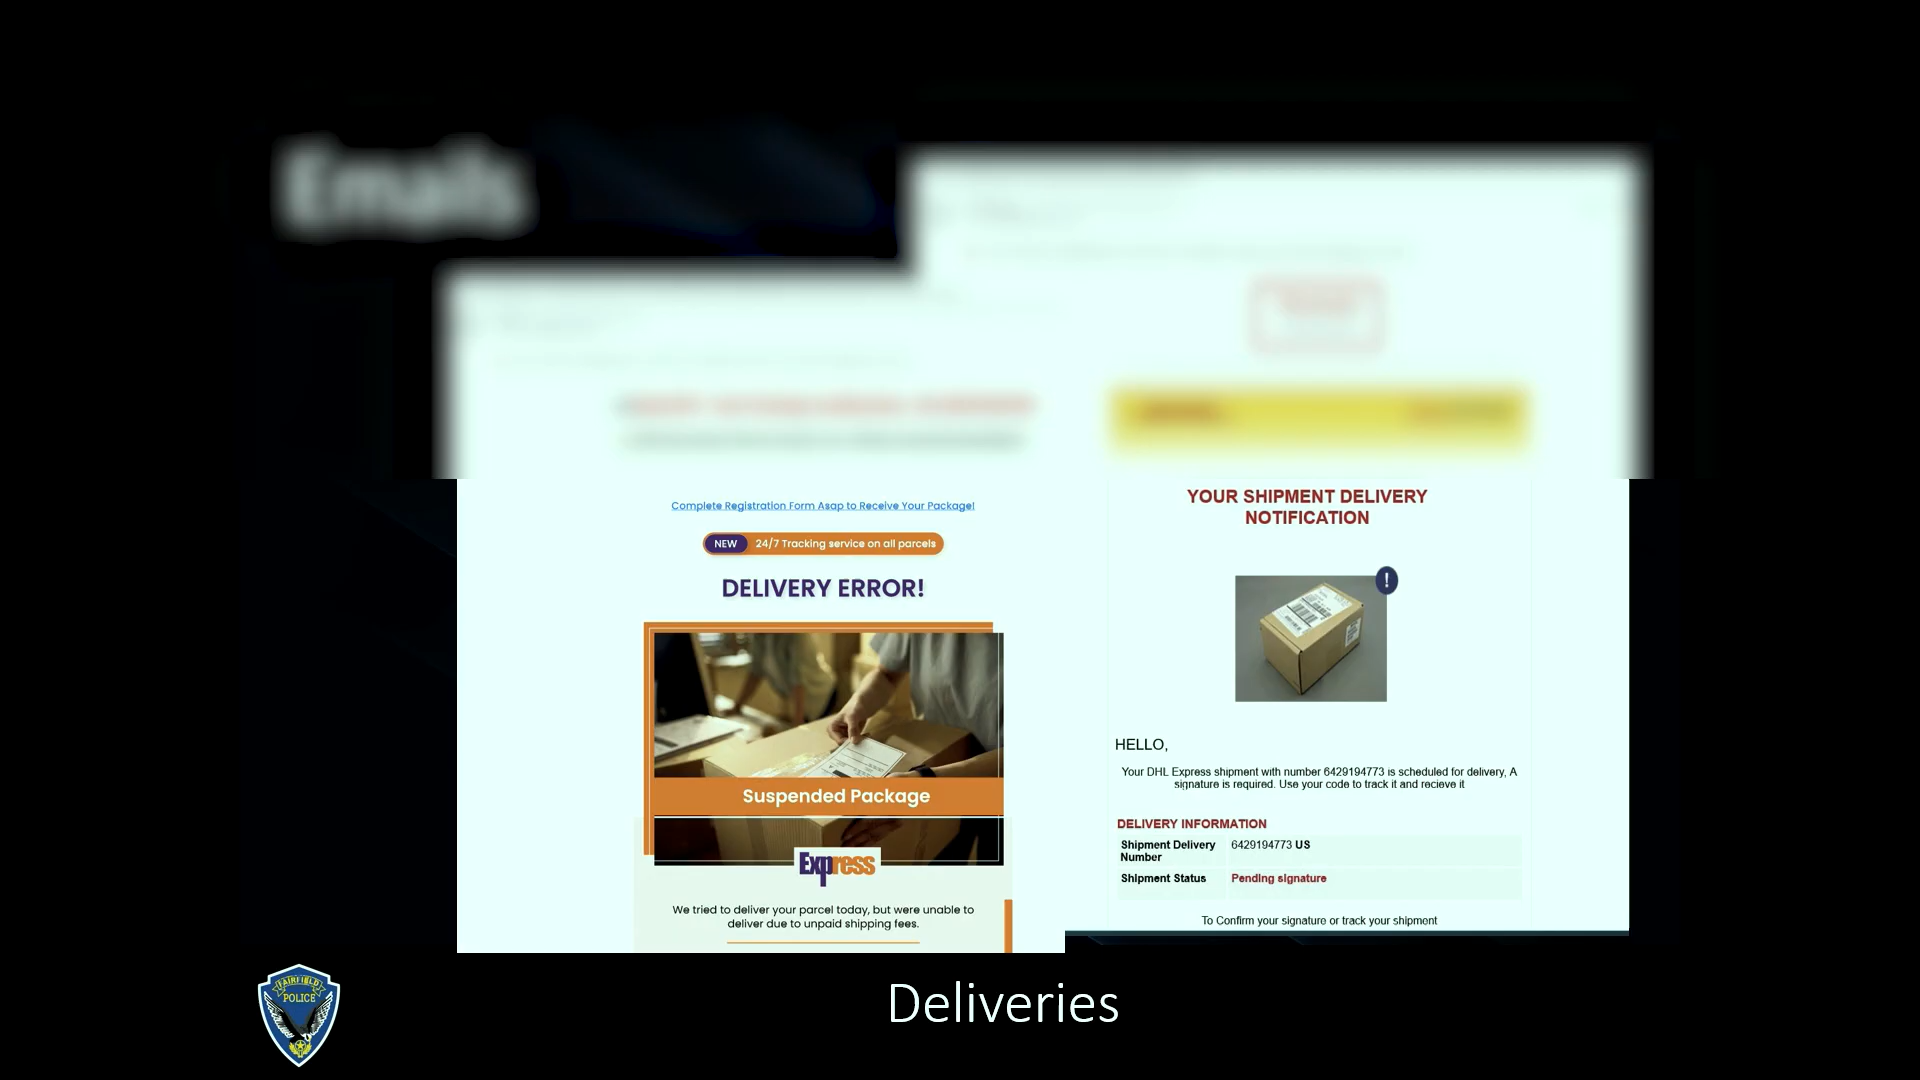 Emails
Complete Registration Form Asap to Receive Your Package!
NEW 24/7 Tracking service on all parcels
DELIVERY ERROR!
Suspended Package
Express
We tried to deliver your parcel today, but were unable to
deliver due to unpaid shipping fees.
YOUR SHIPMENT DELIVERY
NOTIFICATION
!
HELLO,
Your DHL Express shipment with number 6429194773 is scheduled for delivery, A
signature is required. Use your code to track it and recieve it
DELIVERY INFORMATION
Shipment Delivery
Number
6429194773 US
Shipment Status Pending signature
To Confirm your signature or track your shipment
FAIRFIELD
POLICE
Deliveries